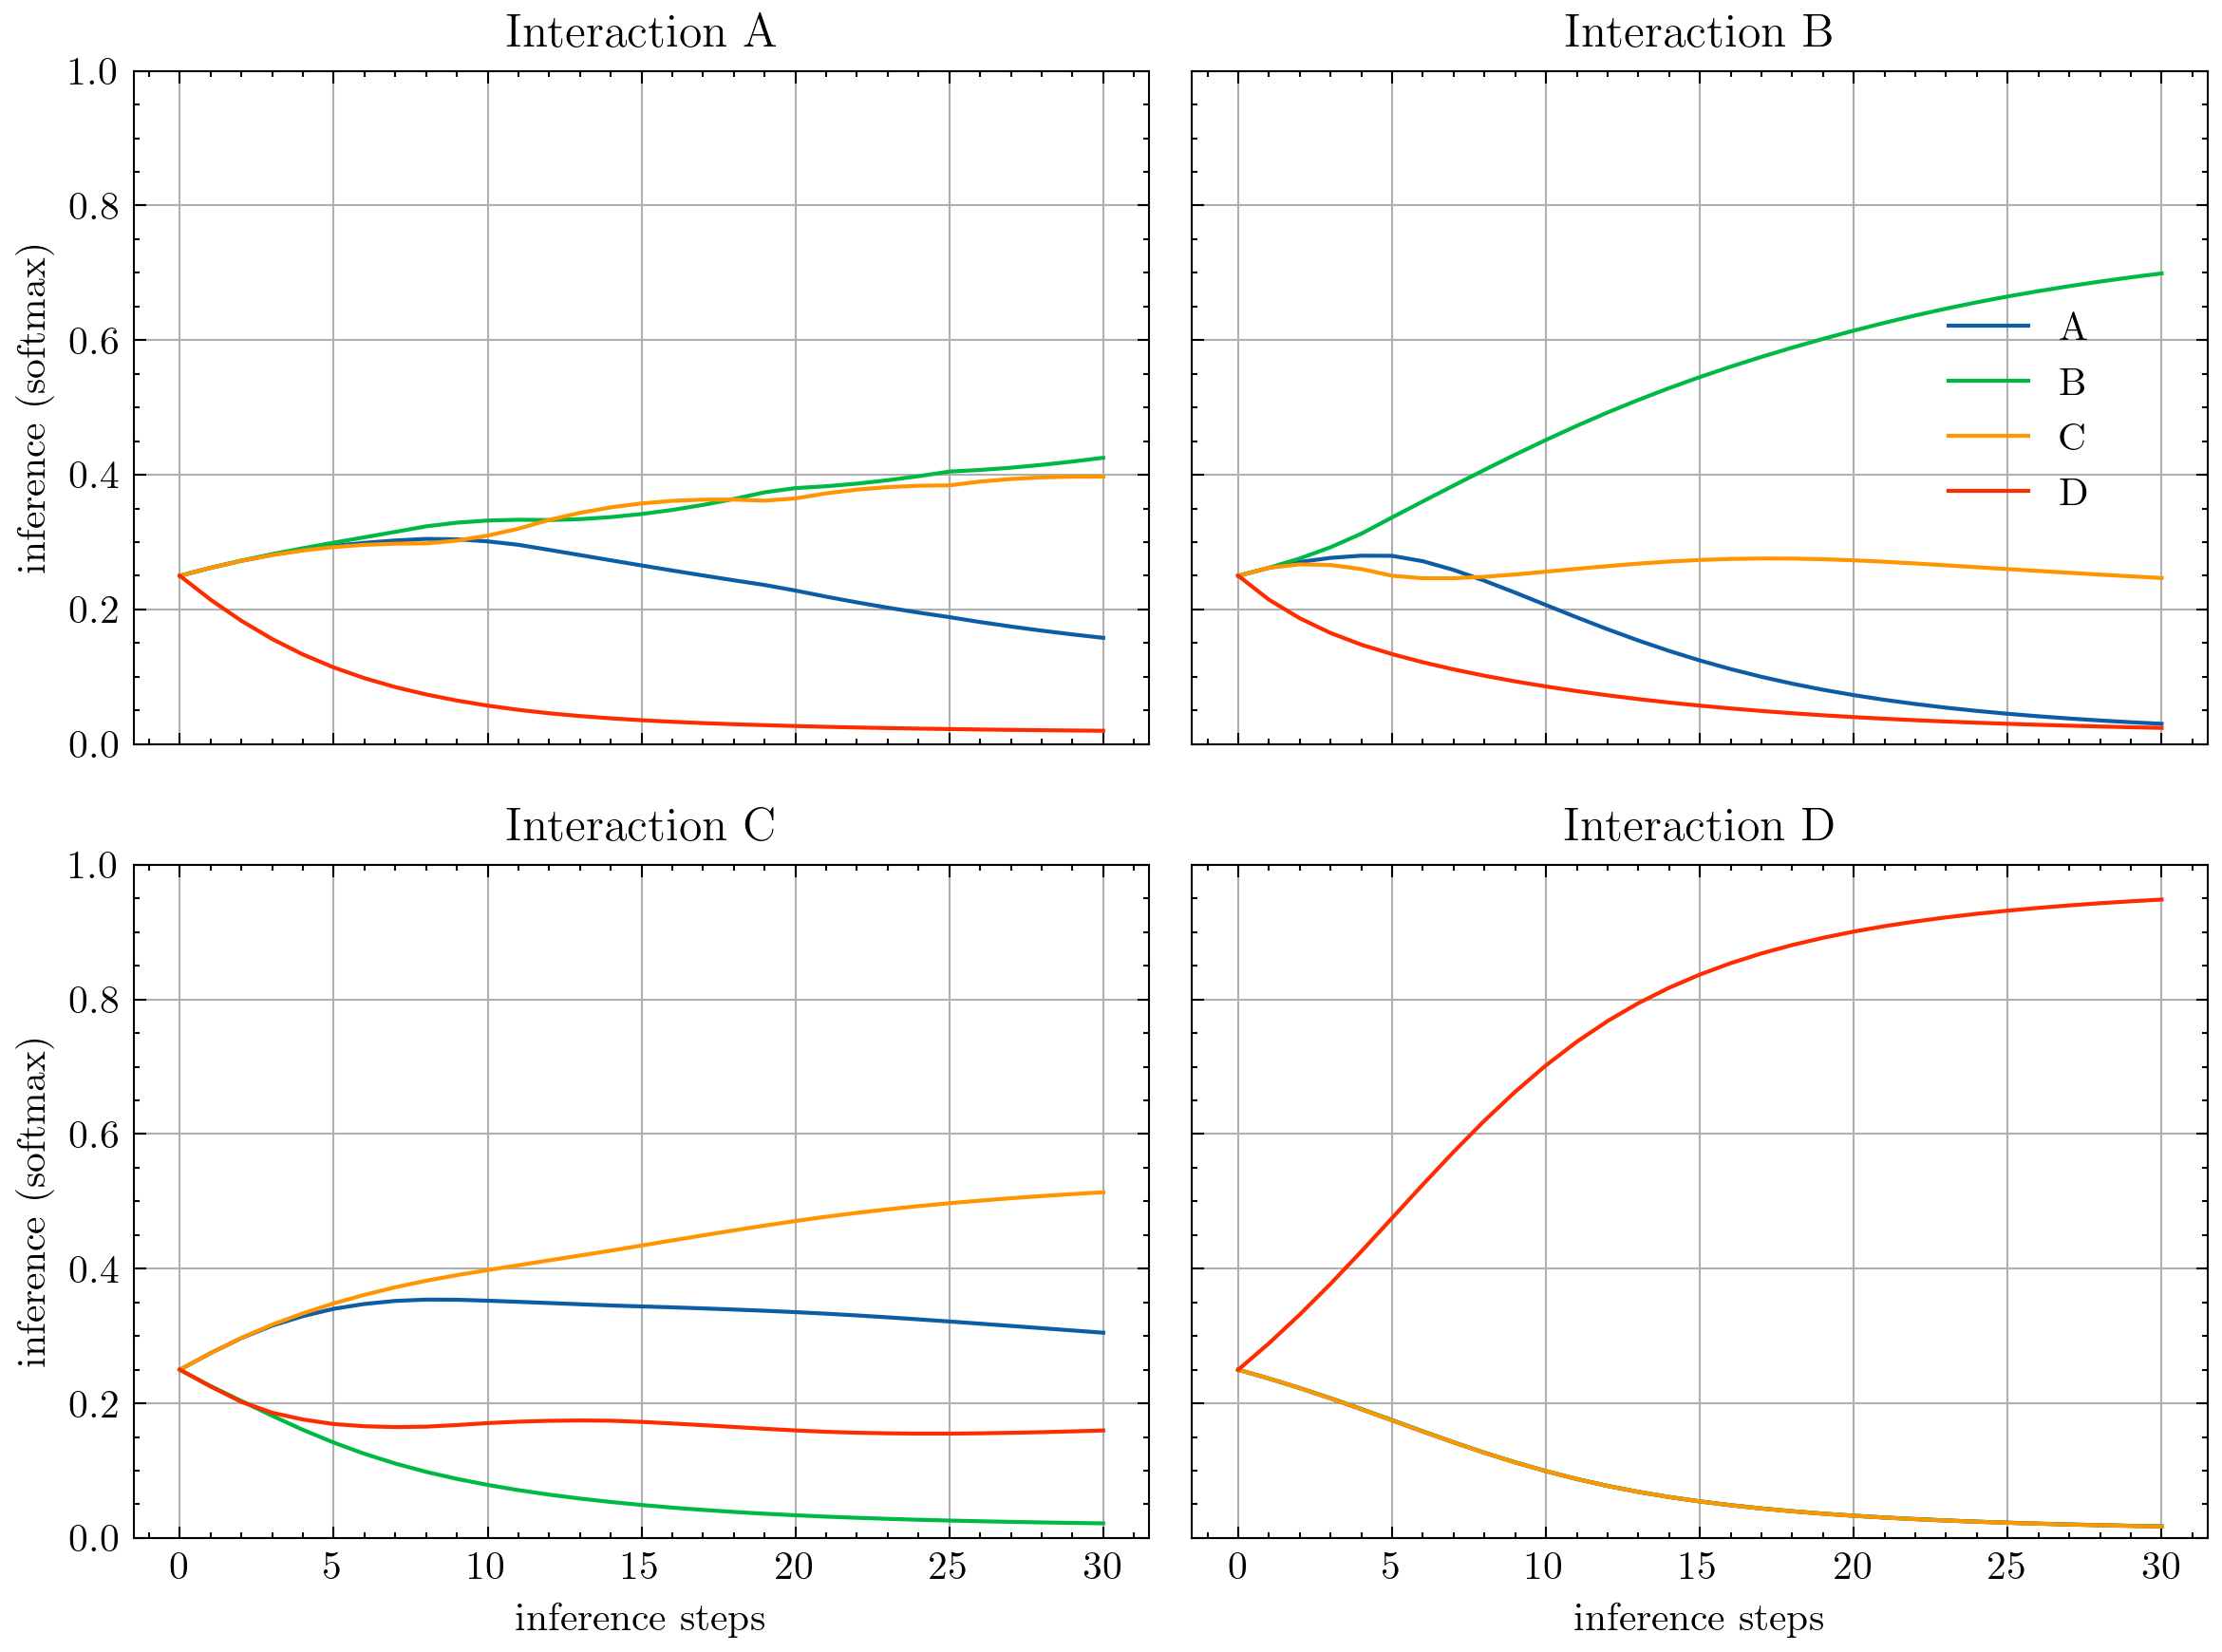 Interaction A
Interaction B
1.0
0.8
0.6
0.4
0.2
0.0
inference (softmax)
A
B
C
D
Interaction C
Interaction D
1.0
0.8
0.6
0.4
0.2
0.0
inference (softmax)
0 5 10 15 20 25 30
0 5 10 15 20 25 30
inference steps
inference steps